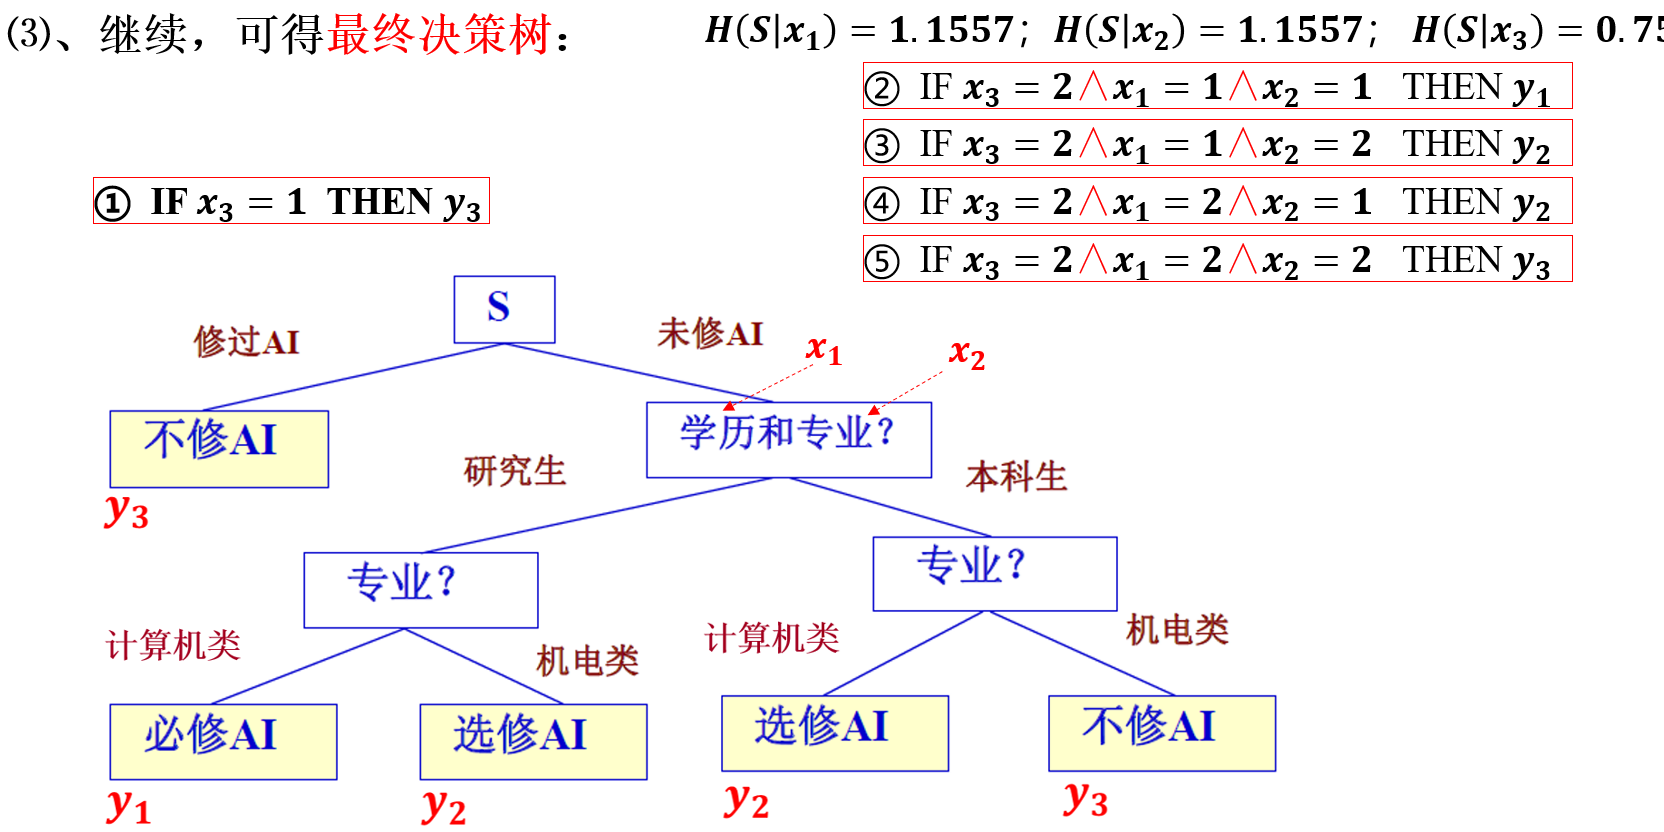 (3)、继续，可得最终决策树： H(S|x₁) = 1.1557; H(S|x₂) = 1.1557; H(S|x₃) = 0.75
② IF x₃ = 2∧x₁ = 1∧x₂ = 1 THEN y₁
③ IF x₃ = 2∧x₁ = 1∧x₂ = 2 THEN y₂
① IF x₃ = 1 THEN y₃
④ IF x₃ = 2∧x₁ = 2∧x₂ = 1 THEN y₂
⑤ IF x₃ = 2∧x₁ = 2∧x₂ = 2 THEN y₃
S
修过AI
未修AI
x₁
x₂
不修AI
学历和专业？
y₃
研究生
本科生
专业？
专业？
计算机类
机电类
计算机类
机电类
必修AI
选修AI
选修AI
不修AI
y₁
y₂
y₂
y₃